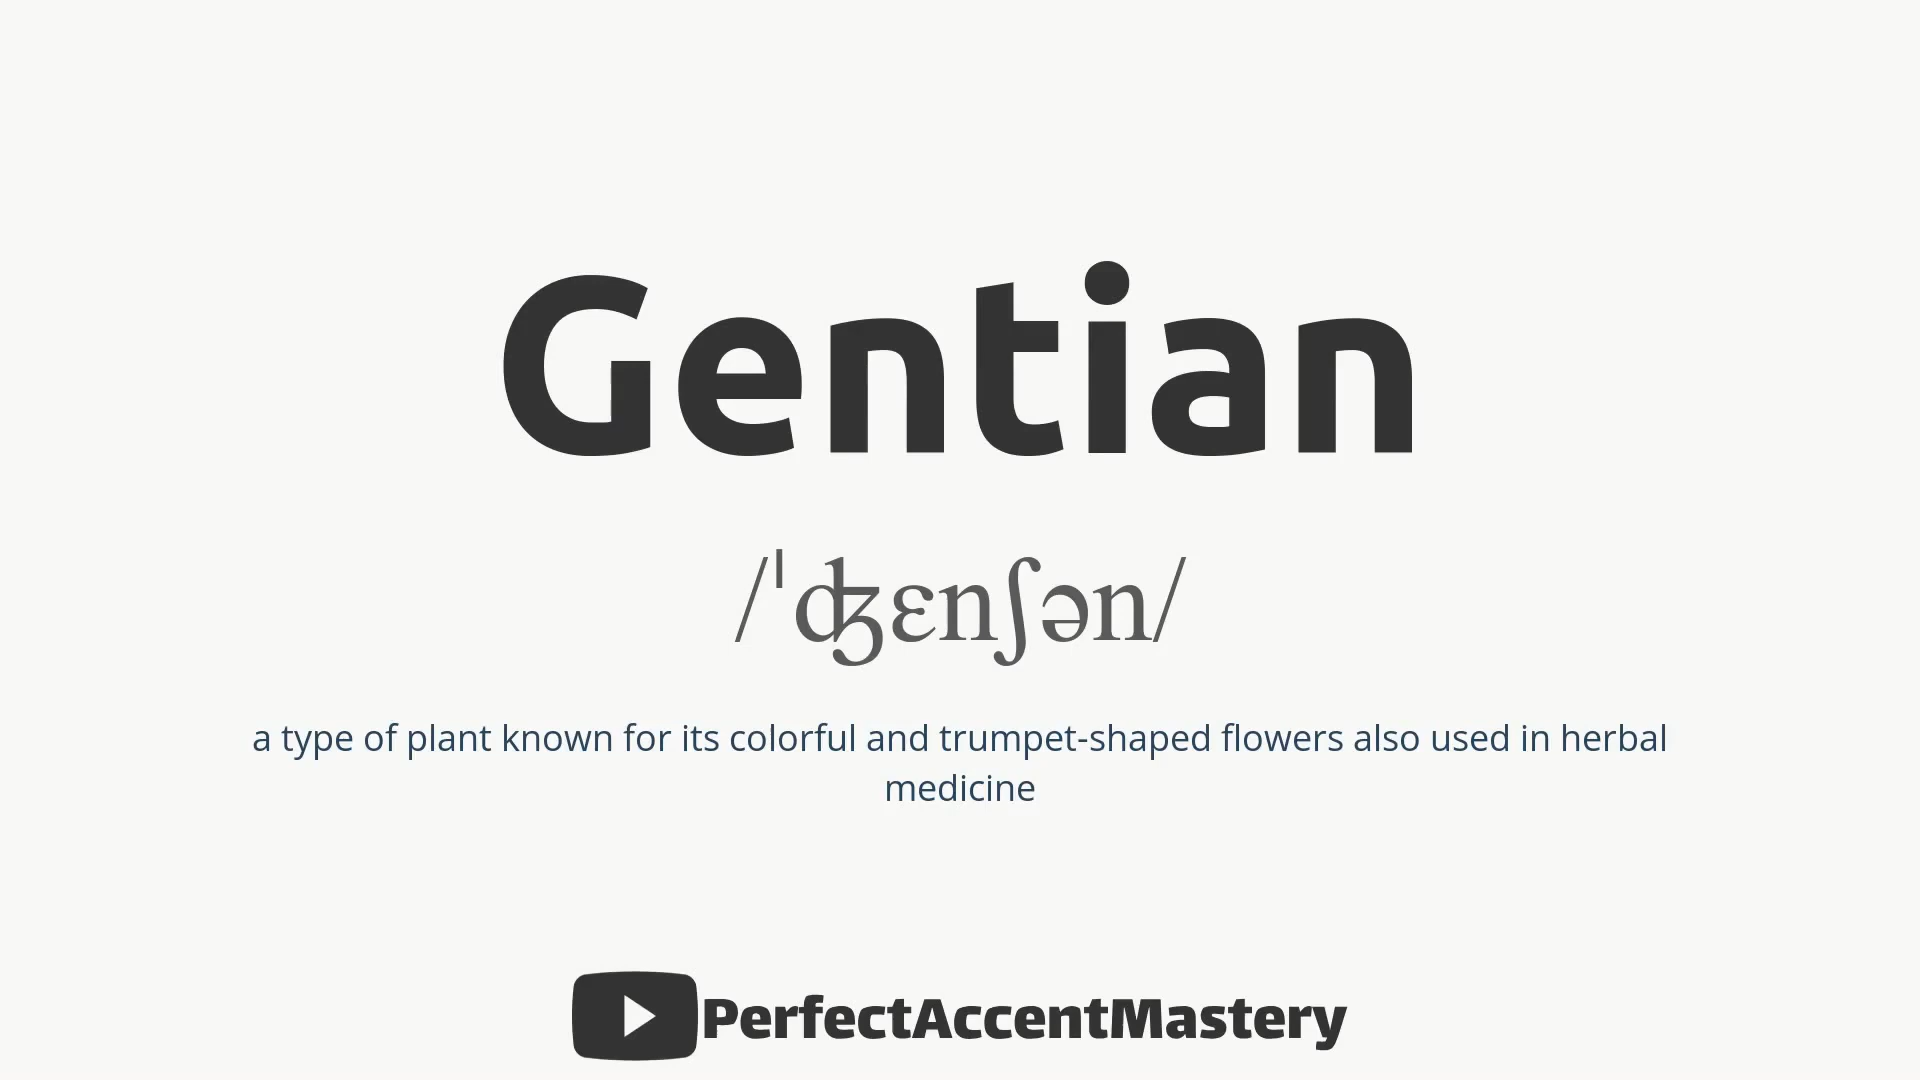 Gentian
/ˈʤɛnʃən/
a type of plant known for its colorful and trumpet-shaped flowers also used in herbal
medicine
PerfectAccentMastery